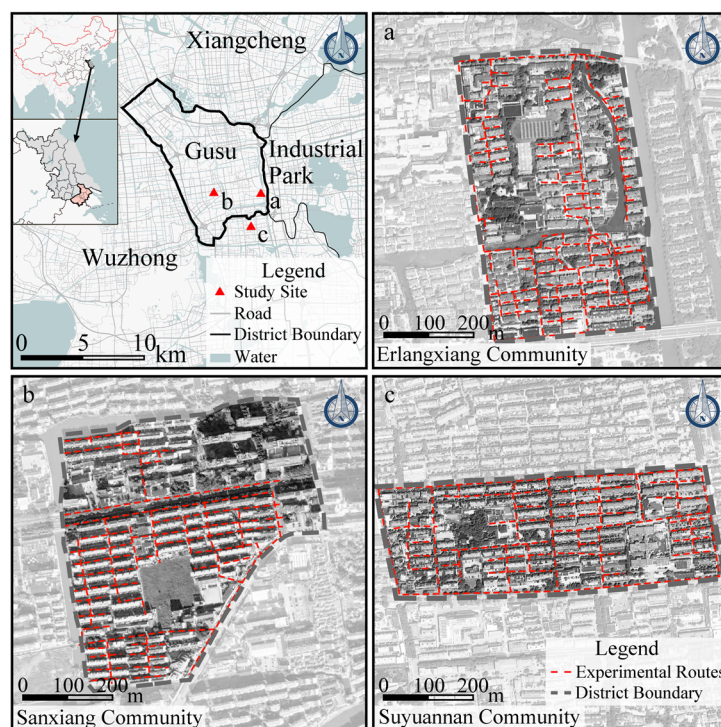 Xiangcheng
Gusu
Industrial
Park
b
a
c
Wuzhong
Legend
Study Site
Road
District Boundary
Water
0 5 10
km
a
0 100 200
m
Erlangxiang Community
b
0 100 200
m
Sanxiang Community
c
Legend
Experimental Routes
District Boundary
0 100 200
m
Suyuannan Community